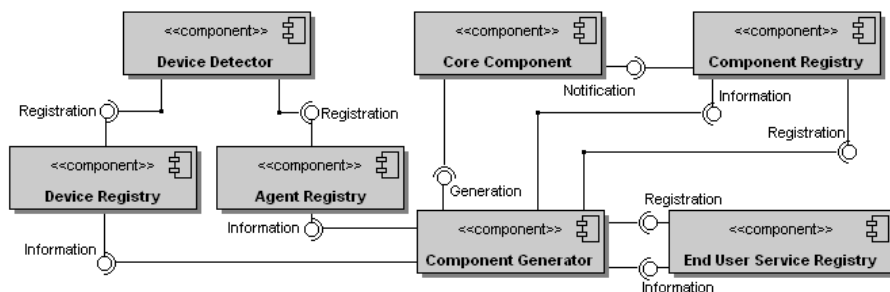 <<component>>
Device Detector
<<component>>
Core Component
<<component>>
Component Registry
Notification
Information
Registration
Registration
Registration
<<component>>
Device Registry
<<component>>
Agent Registry
Generation
Registration
Information
Information
<<component>>
Component Generator
<<component>>
End User Service Registry
Information